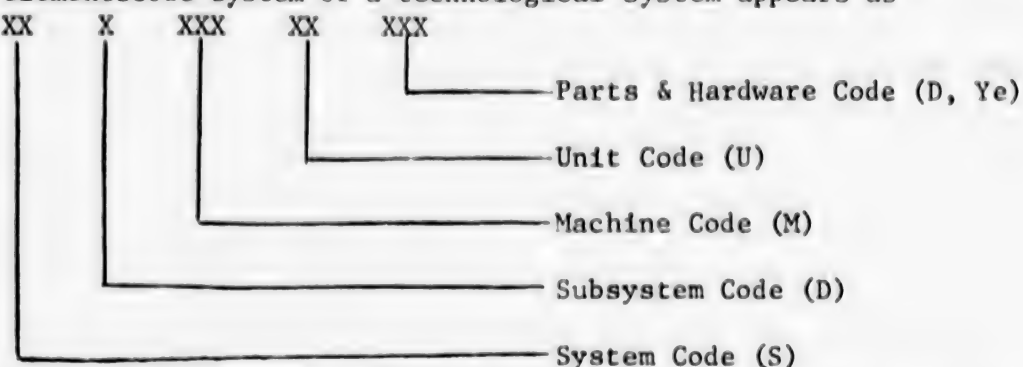 XX X XXX XX XXX
Parts & Hardware Code (D, Ye)
Unit Code (U)
Machine Code (M)
Subsystem Code (D)
System Code (S)